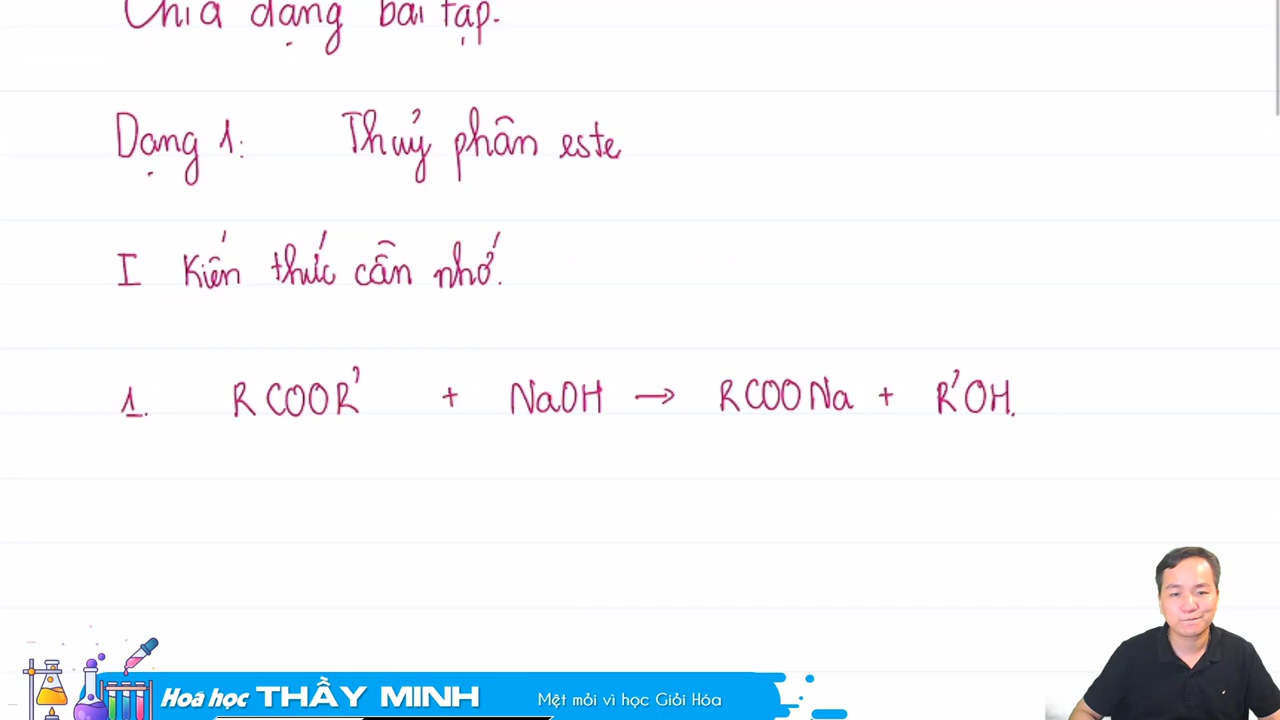 Chia dạng bài tập.
Dạng 1: Thuỷ phân este
I Kiến thức cần nhớ.
1. RCOOR' + NaOH → RCOONa + R'OH.
Hoá học THẦY MINH Mệt mỏi vì học Giỏi Hóa